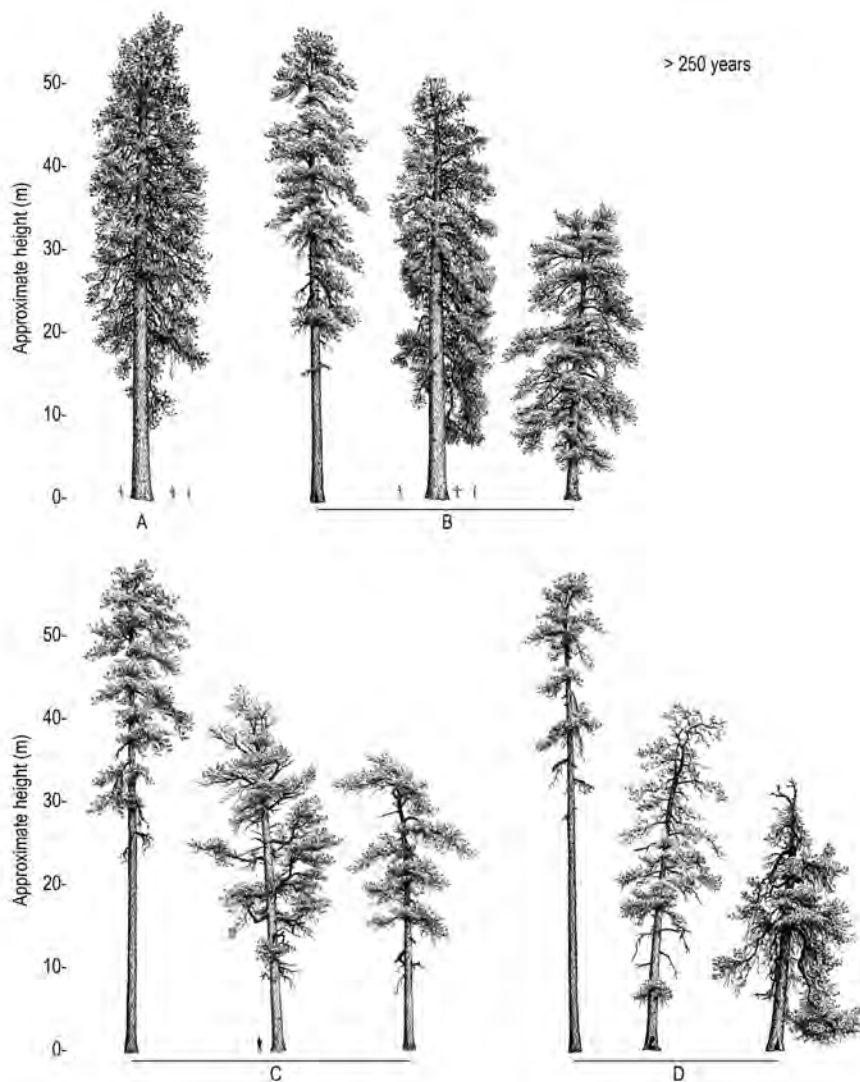 > 250 years
Approximate height (m)
50-
40-
30-
20-
10-
0-
A
B
Approximate height (m)
50-
40-
30-
20-
10-
0-
C
D